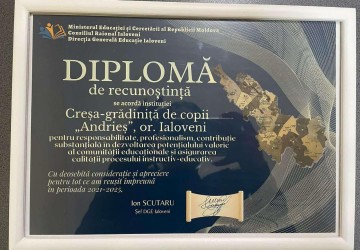 Ministerul Educației și Cercetării al Republicii Moldova
Consiliul Raional Ialoveni
Direcția Generală Educație Ialoveni
DIPLOMĂ
de recunoștință
se acordă instituției
Creșa-grădiniță de copii
„Andrieș”, or. Ialoveni
pentru responsabilitate, profesionalism, contribuție
substanțială în dezvoltarea potențialului valoric
al comunității educaționale și asigurarea
calității procesului instructiv-educativ.
Cu deosebită considerație și apreciere
pentru tot ce am reușit împreună
în perioada 2021-2025.
Ion SCUTARU
Șef DGE Ialoveni